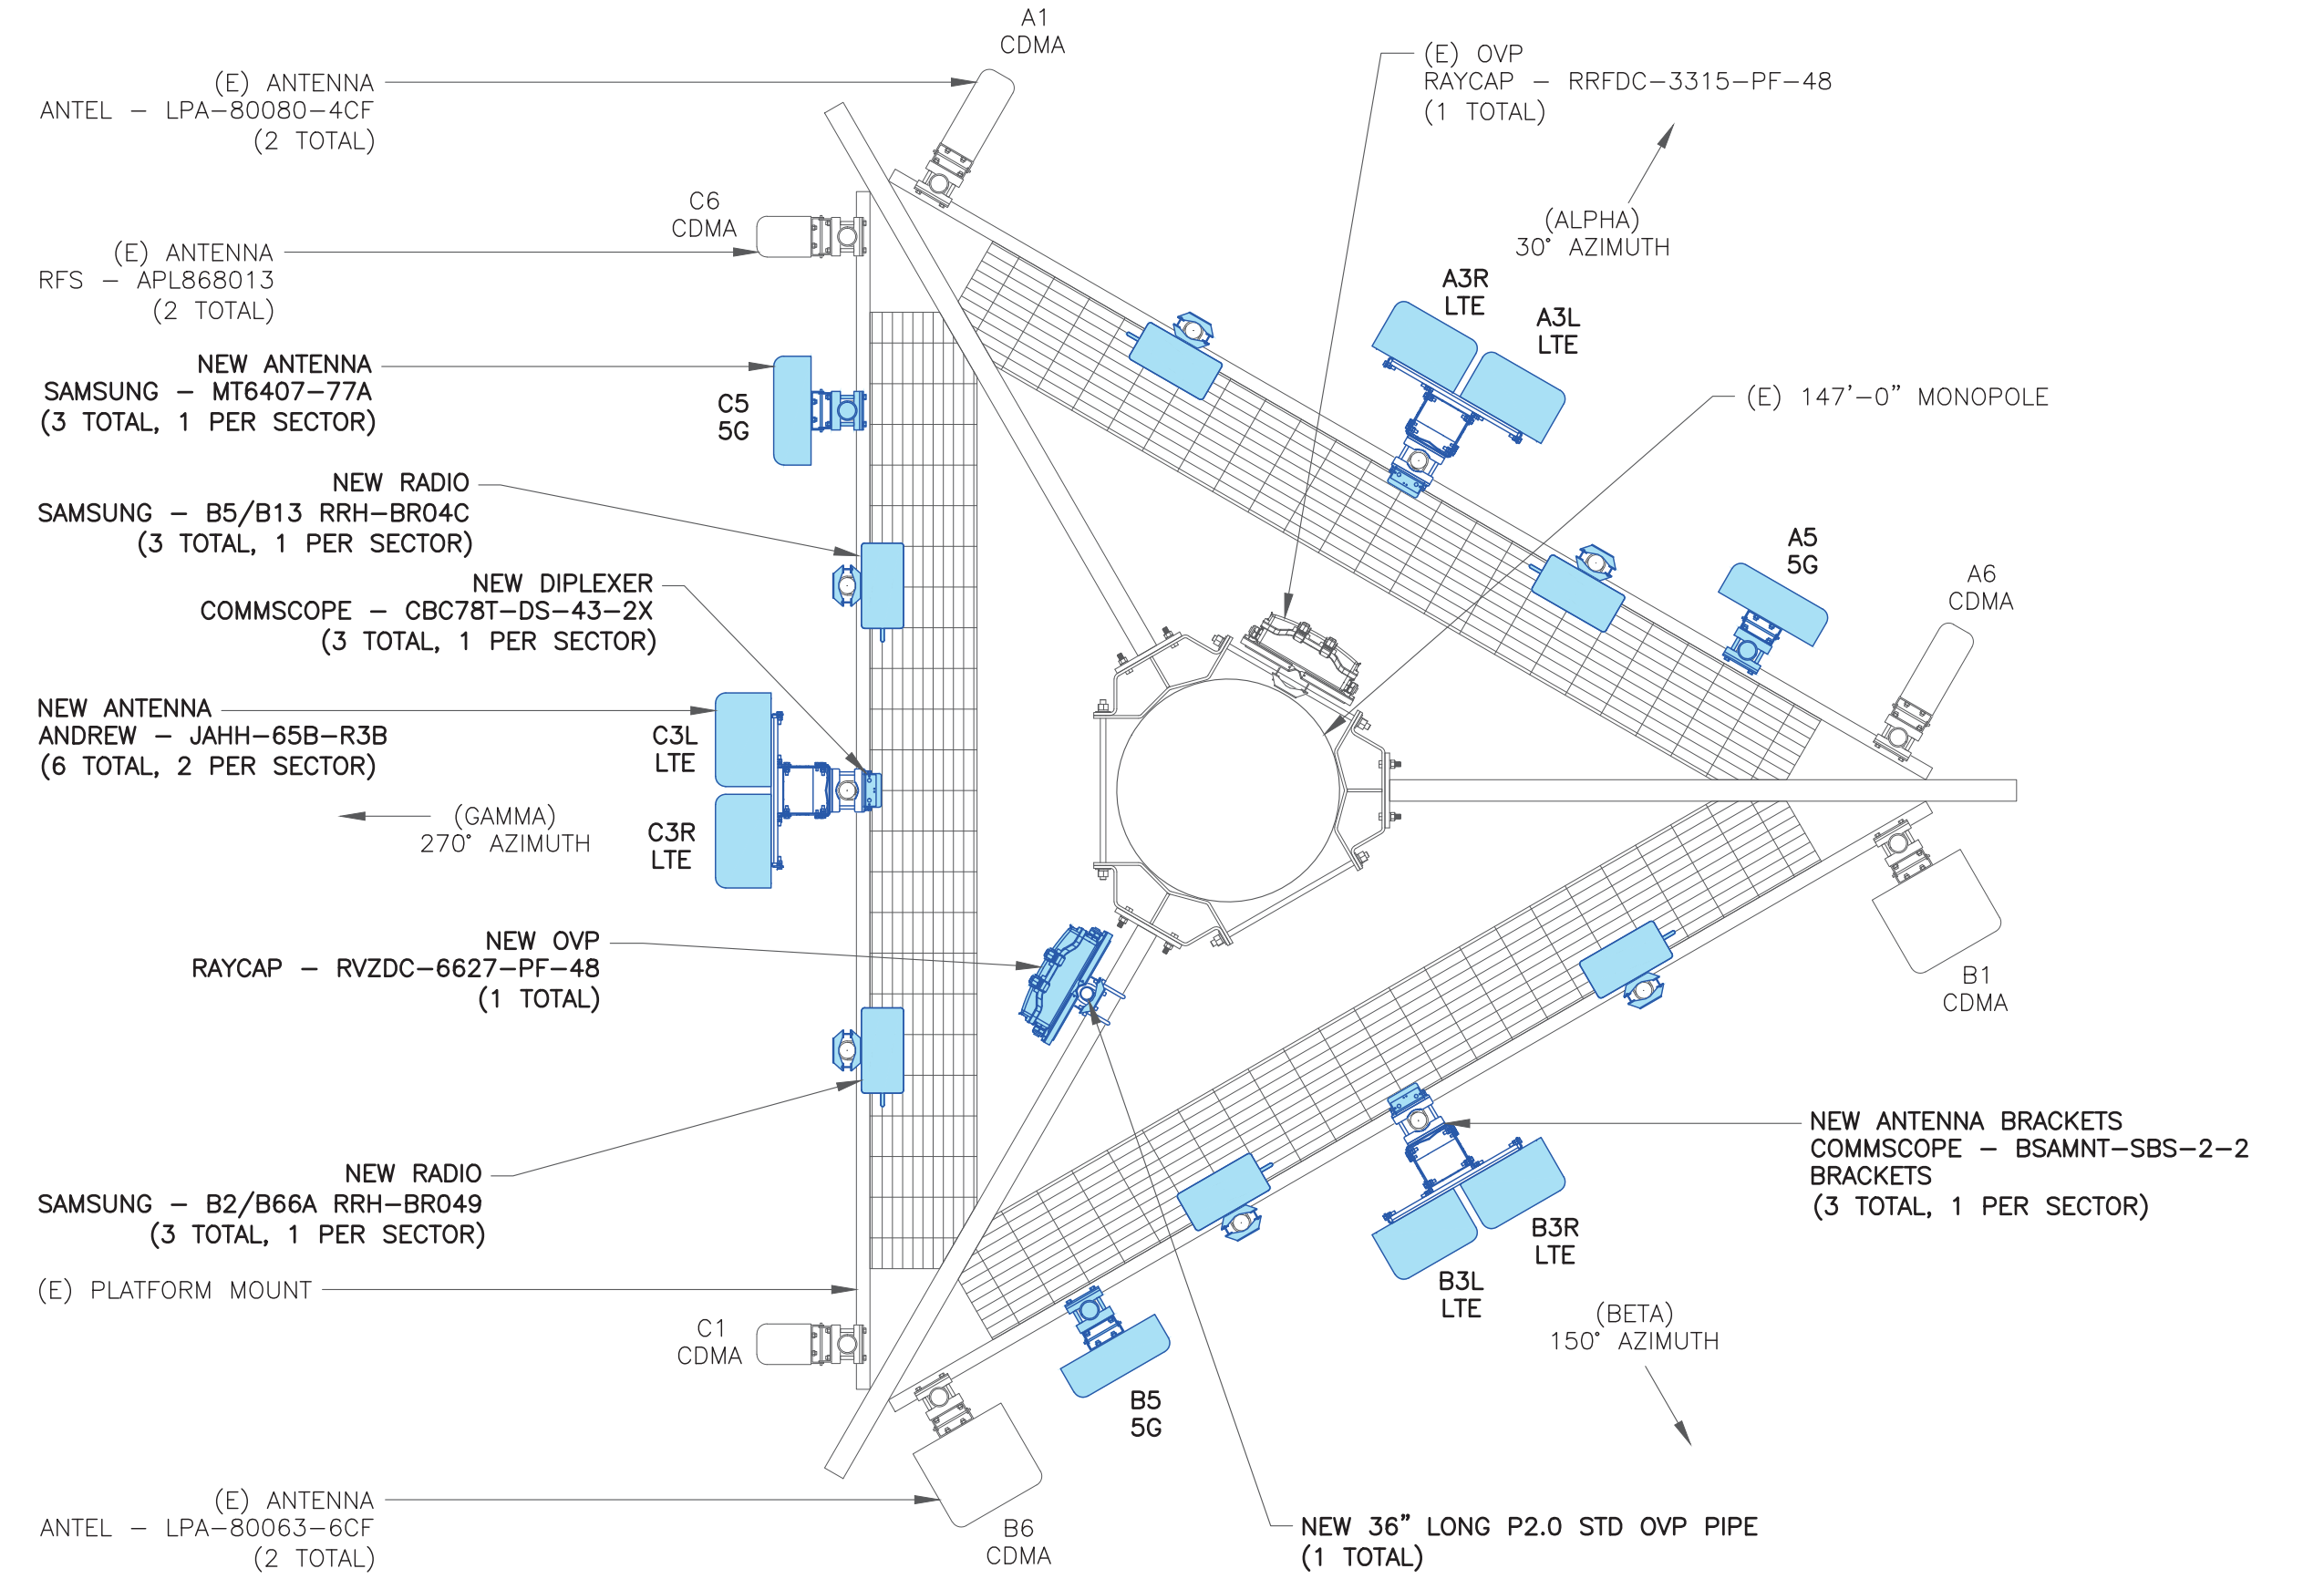 A1
CDMA
(E) ANTENNA
ANTEL - LPA-80080-4CF
(2 TOTAL)
(E) OVP
RAYCAP - RRFDC-3315-PF-48
(1 TOTAL)
C6
CDMA
(ALPHA)
30° AZIMUTH
(E) ANTENNA
RFS - APL868013
(2 TOTAL)
A3R
LTE
A3L
LTE
NEW ANTENNA
SAMSUNG - MT6407-77A
(3 TOTAL, 1 PER SECTOR)
C5
5G
(E) 147'-0" MONOPOLE
NEW RADIO
SAMSUNG - B5/B13 RRH-BR04C
(3 TOTAL, 1 PER SECTOR)
A5
5G
NEW DIPLEXER
COMMSCOPE - CBC78T-DS-43-2X
(3 TOTAL, 1 PER SECTOR)
A6
CDMA
NEW ANTENNA
ANDREW - JAHH-65B-R3B
(6 TOTAL, 2 PER SECTOR)
C3L
LTE
(GAMMA)
270° AZIMUTH
C3R
LTE
NEW OVP
RAYCAP - RVZDC-6627-PF-48
(1 TOTAL)
B1
CDMA
NEW ANTENNA BRACKETS
COMMSCOPE - BSAMNT-SBS-2-2
BRACKETS
(3 TOTAL, 1 PER SECTOR)
NEW RADIO
SAMSUNG - B2/B66A RRH-BR049
(3 TOTAL, 1 PER SECTOR)
B3R
LTE
B3L
LTE
(E) PLATFORM MOUNT
(BETA)
150° AZIMUTH
C1
CDMA
B5
5G
(E) ANTENNA
ANTEL - LPA-80063-6CF
(2 TOTAL)
B6
CDMA
NEW 36" LONG P2.0 STD OVP PIPE
(1 TOTAL)